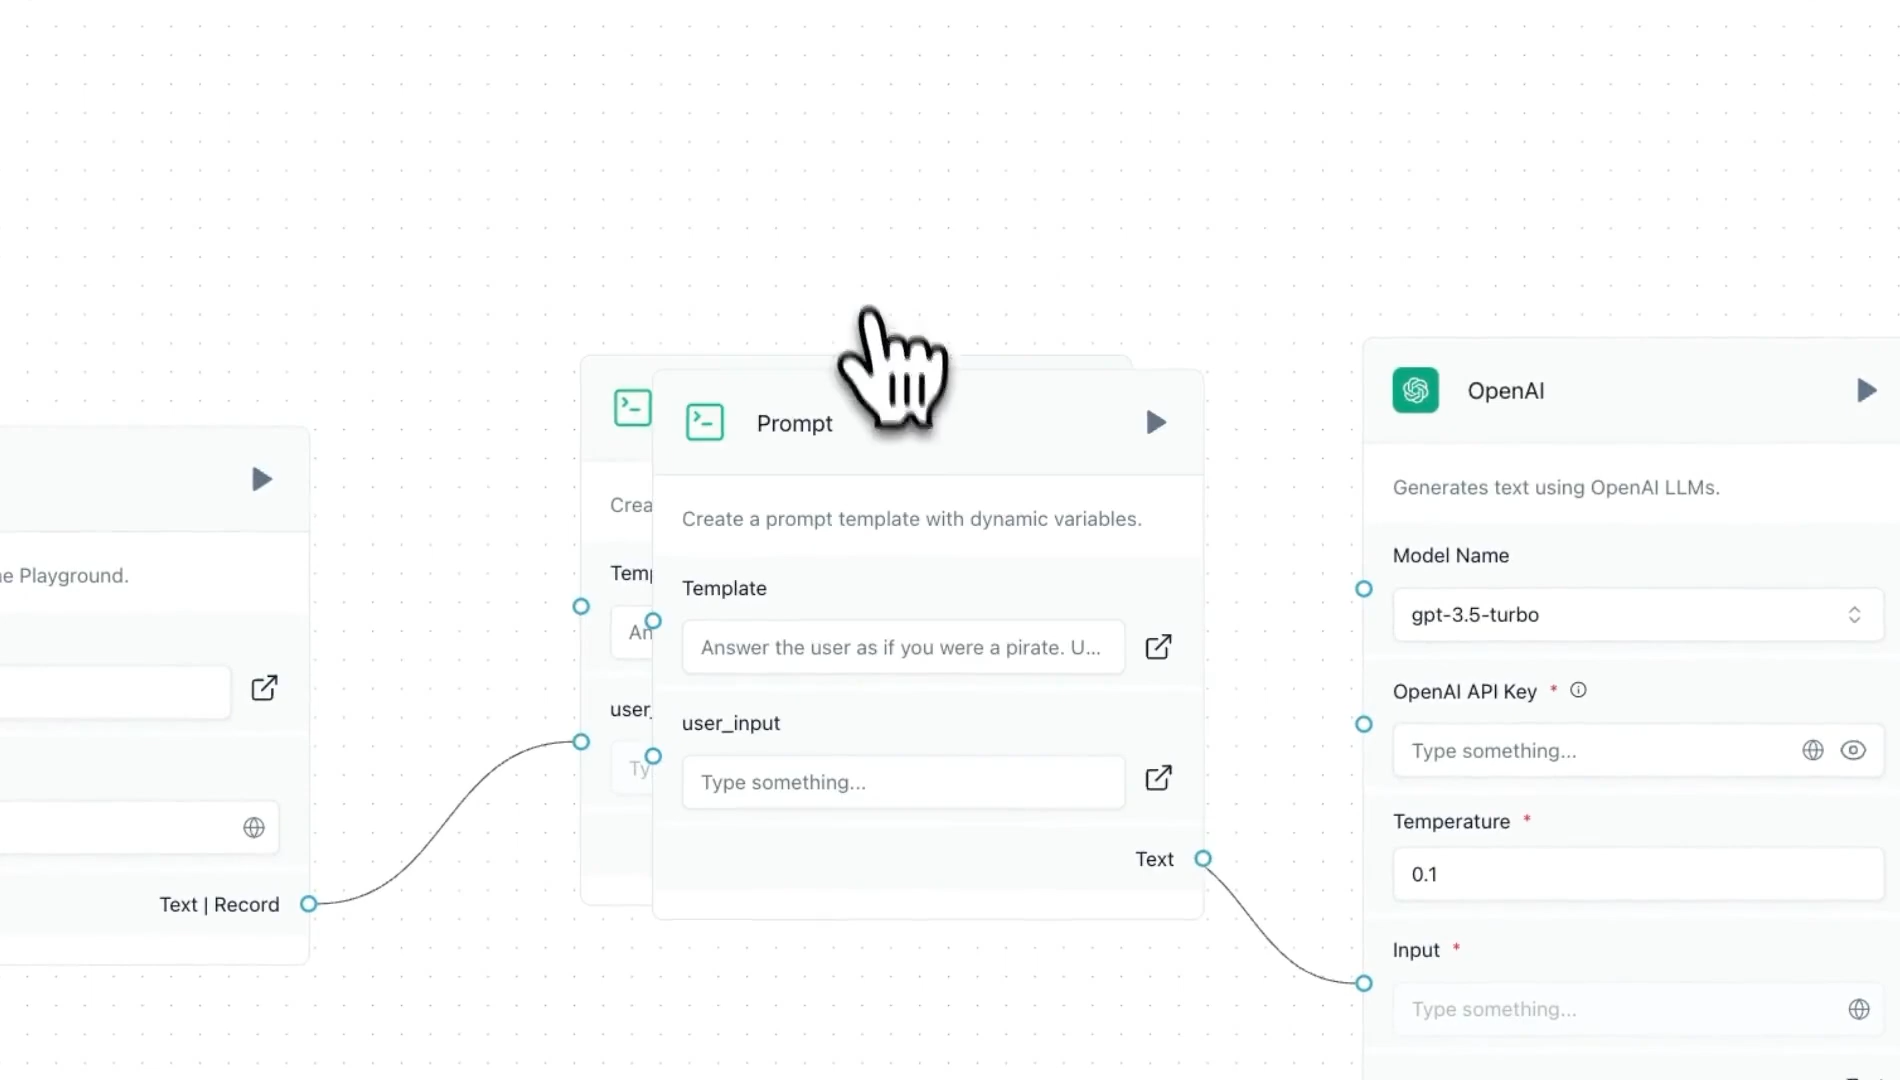 e Playground.
Text | Record
Crea
Temp
An
user_
Ty
Prompt
Create a prompt template with dynamic variables.
Template
Answer the user as if you were a pirate. U...
user_input
Type something...
Text
OpenAI
Generates text using OpenAI LLMs.
Model Name
gpt-3.5-turbo
OpenAI API Key *
Type something...
Temperature *
0.1
Input *
Type something...